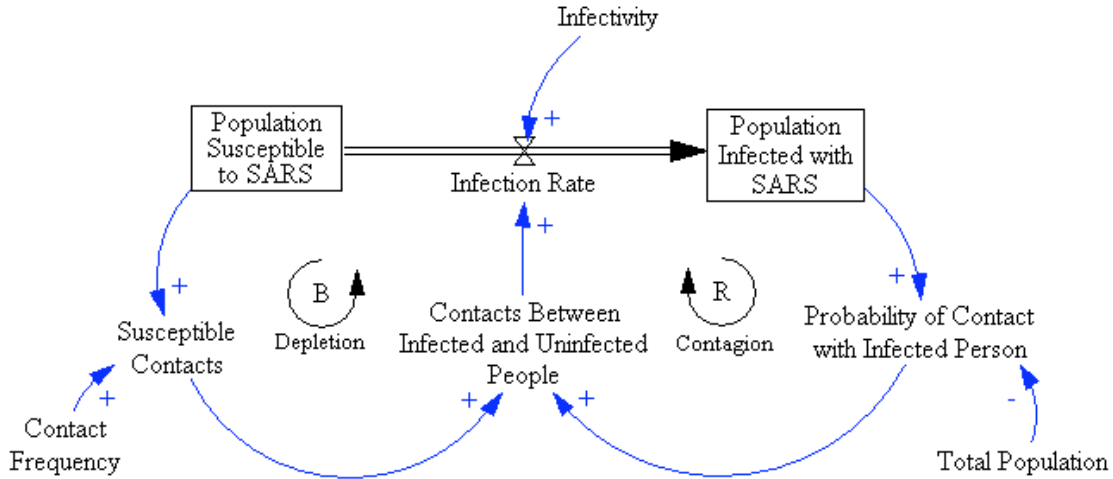 Infectivity
Population
Susceptible
to SARS
+
Population
Infected with
SARS
Infection Rate
+
+
B
Depletion
R
Contagion
+
+
Susceptible
Contacts
Contacts Between
Infected and Uninfected
People
Probability of Contact
with Infected Person
+
+
+
-
Contact
Frequency
Total Population